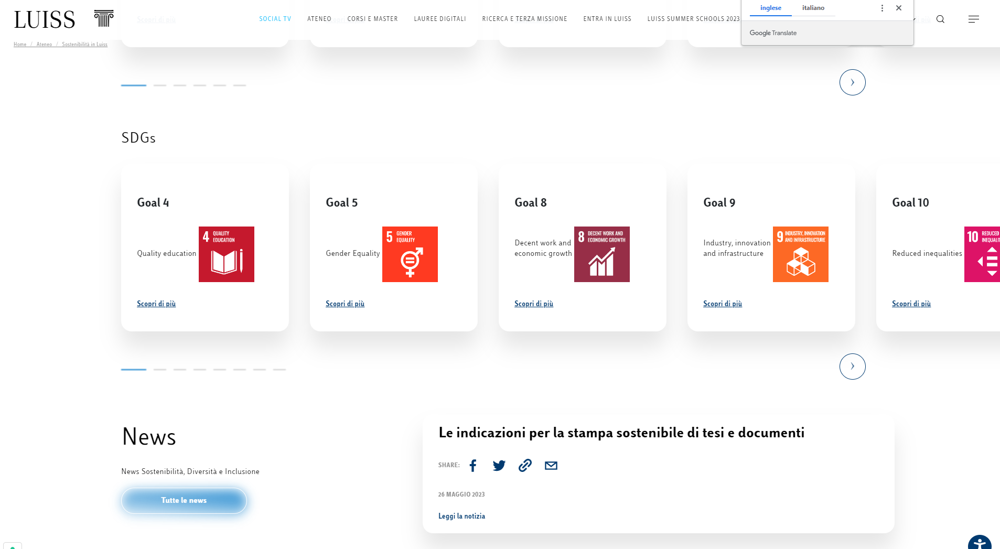 LUISS
SOCIAL TV
ATENEO
CORSI E MASTER
LAUREE DIGITALI
RICERCA E TERZA MISSIONE
ENTRA IN LUISS
LUISS SUMMER SCHOOLS 2023
inglese
italiano
Google Translate
Scopri di più
Home / Ateneo / Sostenibilità in Luiss
SDGs
Goal 4
Quality education
4 QUALITY
EDUCATION
Scopri di più
Goal 5
Gender Equality
5 GENDER
EQUALITY
Scopri di più
Goal 8
Decent work and
economic growth
8 DECENT WORK AND
ECONOMIC GROWTH
Scopri di più
Goal 9
Industry, innovation
and infrastructure
9 INDUSTRY, INNOVATION
AND INFRASTRUCTURE
Scopri di più
Goal 10
Reduced inequalities
10 REDUCED
Scopri di più
News
News Sostenibilità, Diversità e Inclusione
Tutte le news
Le indicazioni per la stampa sostenibile di tesi e documenti
SHARE:
26 MAGGIO 2023
Leggi la notizia